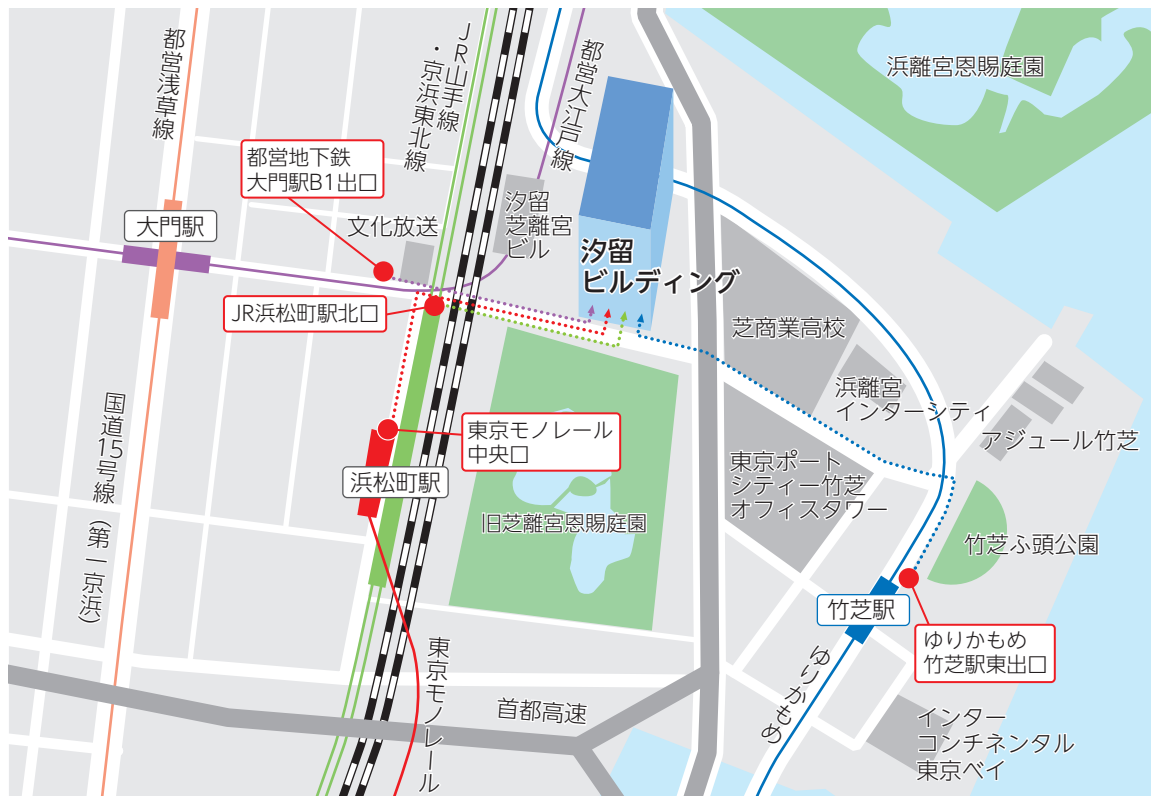 都営浅草線
JR山手線
・京浜東北線
都営大江戸線
浜離宮恩賜庭園
都営地下鉄
大門駅B1出口
大門駅
文化放送
汐留
芝離宮
ビル
汐留
ビルディング
JR浜松町駅北口
芝商業高校
浜離宮
インターシティ
アジュール竹芝
国道15号線(第一京浜)
東京モノレール
中央口
浜松町駅
旧芝離宮恩賜庭園
東京ポート
シティー竹芝
オフィスタワー
竹芝ふ頭公園
竹芝駅
ゆりかもめ
竹芝駅東出口
東京モノレール
首都高速
ゆりかもめ
インター
コンチネンタル
東京ベイ